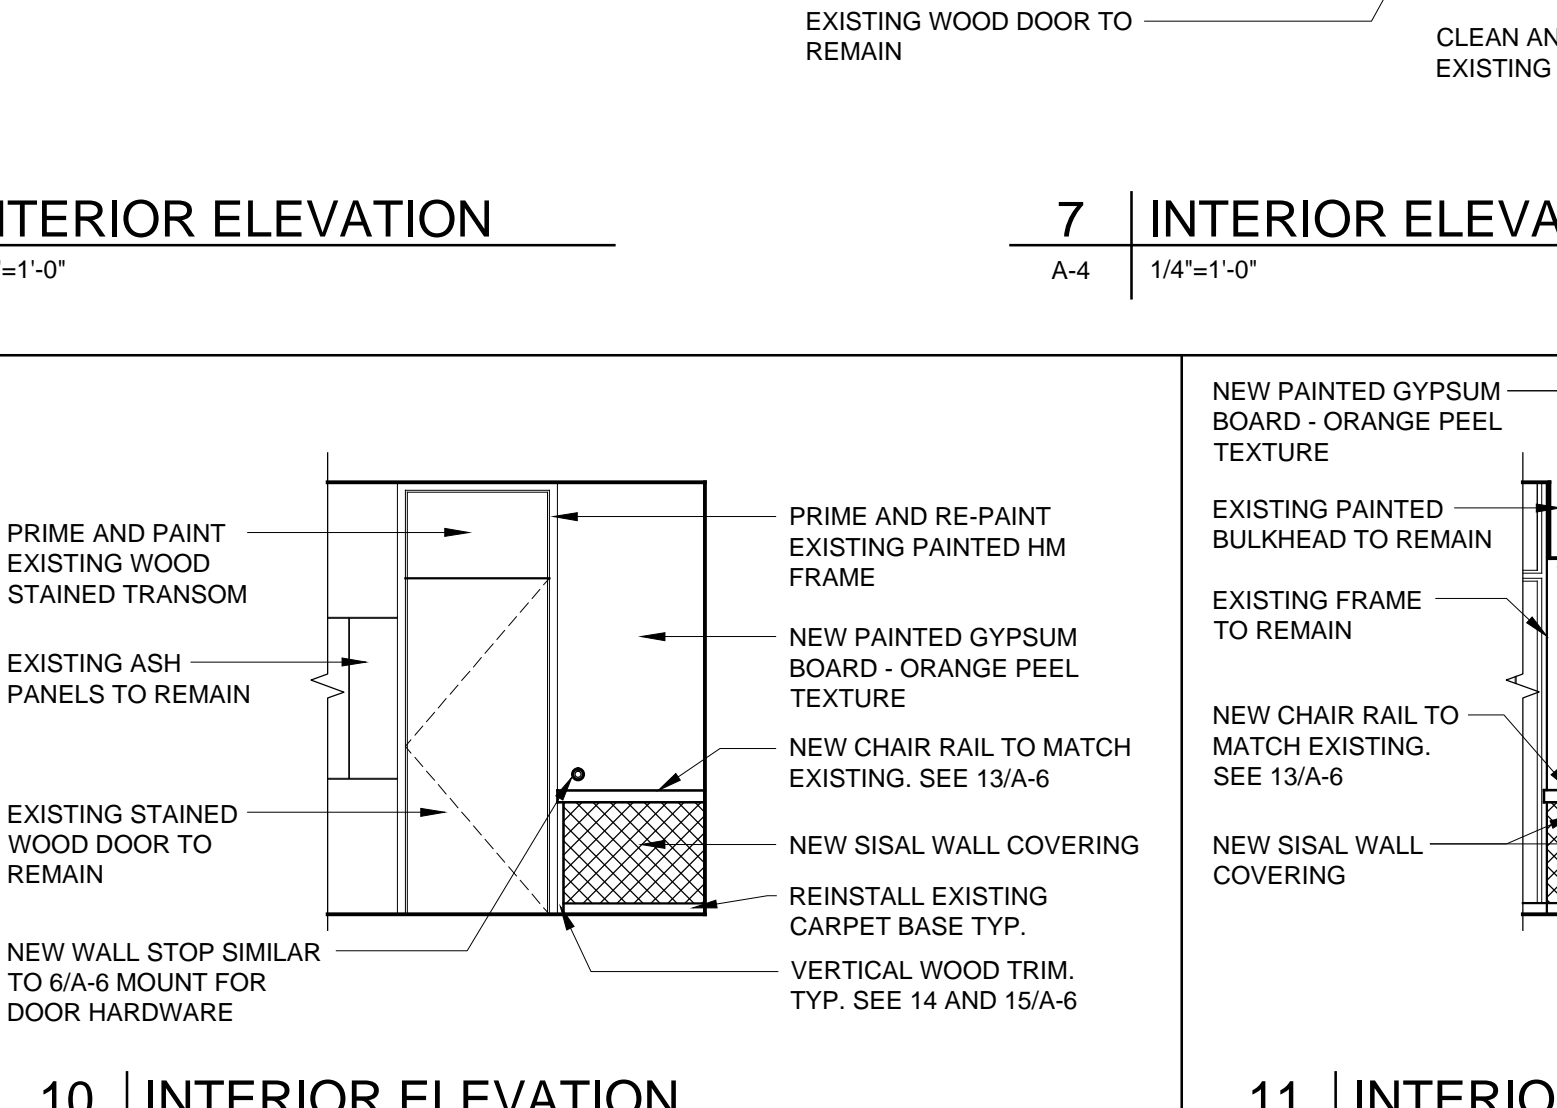 EXISTING WOOD DOOR TO
REMAIN
CLEAN AN
EXISTING
NTERIOR ELEVATION
"=1'-0"
7
INTERIOR ELEVA
A-4
1/4"=1'-0"
PRIME AND PAINT
EXISTING WOOD
STAINED TRANSOM
EXISTING ASH
PANELS TO REMAIN
EXISTING STAINED
WOOD DOOR TO
REMAIN
NEW WALL STOP SIMILAR
TO 6/A-6 MOUNT FOR
DOOR HARDWARE
PRIME AND RE-PAINT
EXISTING PAINTED HM
FRAME
NEW PAINTED GYPSUM
BOARD - ORANGE PEEL
TEXTURE
NEW CHAIR RAIL TO MATCH
EXISTING. SEE 13/A-6
NEW SISAL WALL COVERING
REINSTALL EXISTING
CARPET BASE TYP.
VERTICAL WOOD TRIM.
TYP. SEE 14 AND 15/A-6
10
INTERIOR ELEVATION
NEW PAINTED GYPSUM
BOARD - ORANGE PEEL
TEXTURE
EXISTING PAINTED
BULKHEAD TO REMAIN
EXISTING FRAME
TO REMAIN
NEW CHAIR RAIL TO
MATCH EXISTING.
SEE 13/A-6
NEW SISAL WALL
COVERING
11
INTERIO